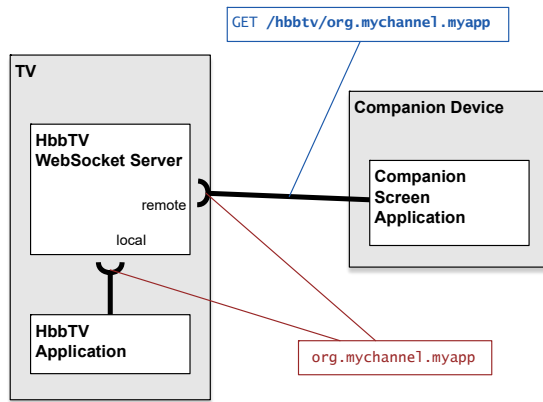 GET /hbbtv/org.mychannel.myapp
TV
Companion Device
HbbTV
WebSocket Server
remote
local
Companion
Screen
Application
HbbTV
Application
org.mychannel.myapp